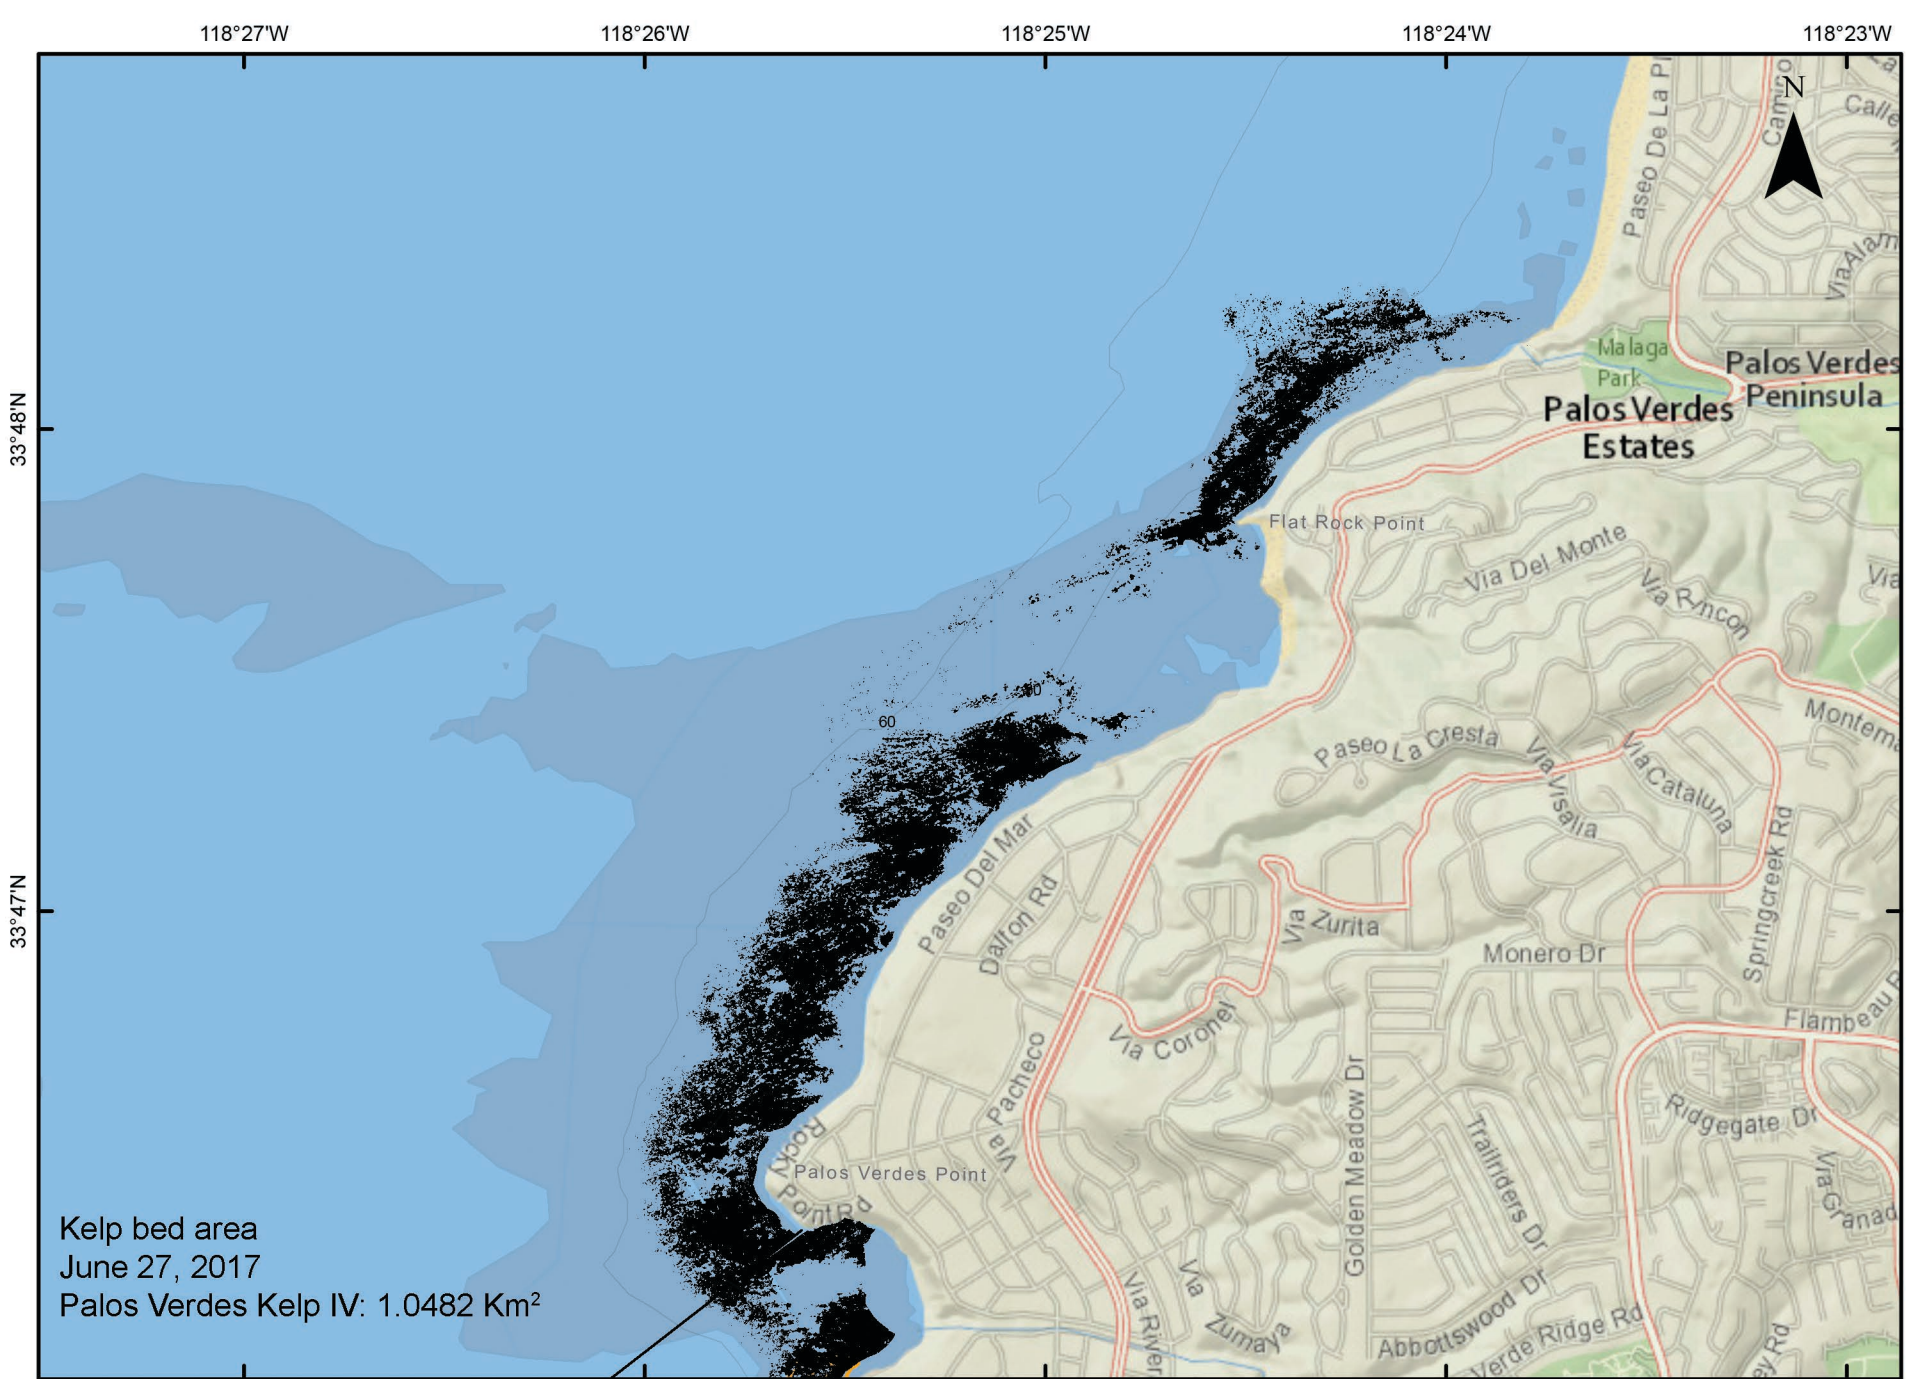 118°27'W
118°26'W
118°25'W
118°24'W
118°23'W
N
Paseo De La Pl
Camino
Calle
Via Alam
33°48'N
Malaga
Park
Palos Verdes
Peninsula
Palos Verdes
Estates
Flat Rock Point
Via Del Monte
Via Rincon
Via
60
Paseo La Cresta
Via Visalia
Via Cataluna
Montema
Springcreek Rd
33°47'N
Paseo Del Mar
Dalton Rd
Via
Zurita
Monero Dr
Via Coronel
Flambeau R
Via Pacheco
Golden Meadow Dr
Ridgegate Dr
Trailriders Dr
Via Granad
Rocky
Point Rd
Palos Verdes Point
Kelp bed area
June 27, 2017
Palos Verdes Kelp IV: 1.0482 Km²
Via River
Via
Zumaya
Abbottswood Dr
Verde Ridge Rd
ey Rd